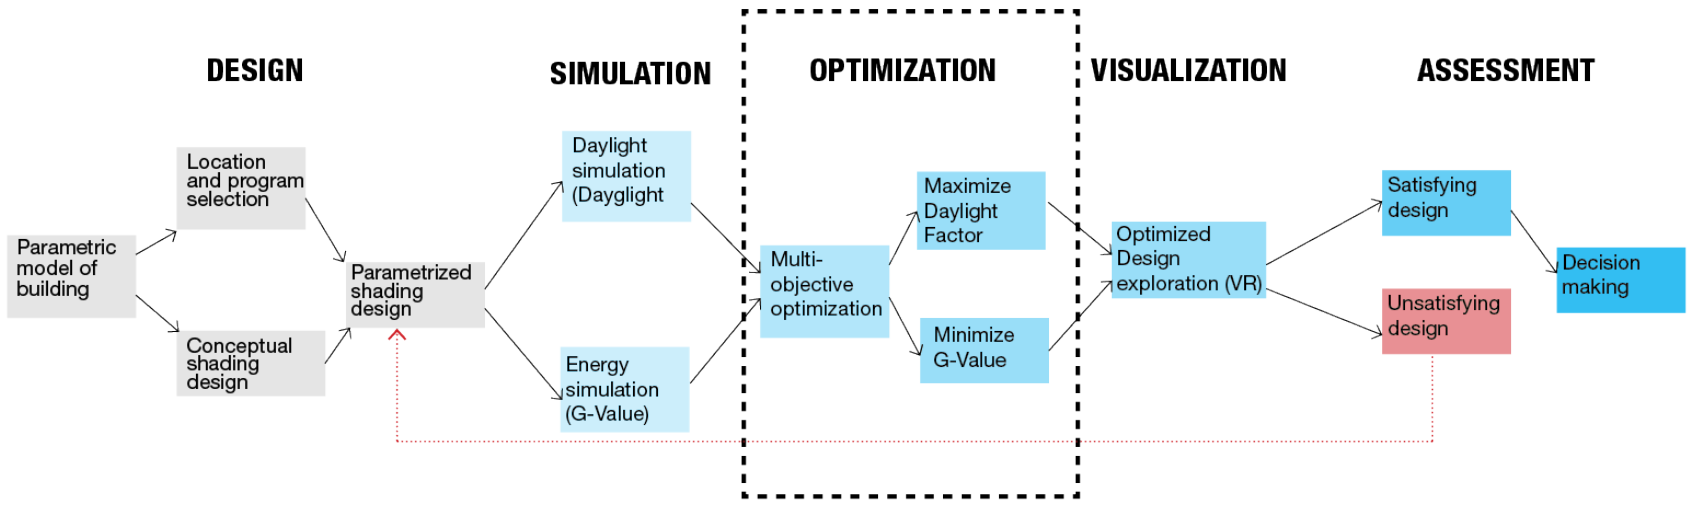 DESIGN
SIMULATION
OPTIMIZATION
VISUALIZATION
ASSESSMENT
Parametric
model of
building
Location
and program
selection
Conceptual
shading
design
Parametrized
shading
design
Daylight
simulation
(Dayglight
Energy
simulation
(G-Value)
Multi-
objective
optimization
Maximize
Daylight
Factor
Minimize
G-Value
Optimized
Design
exploration (VR)
Satisfying
design
Unsatisfying
design
Decision
making